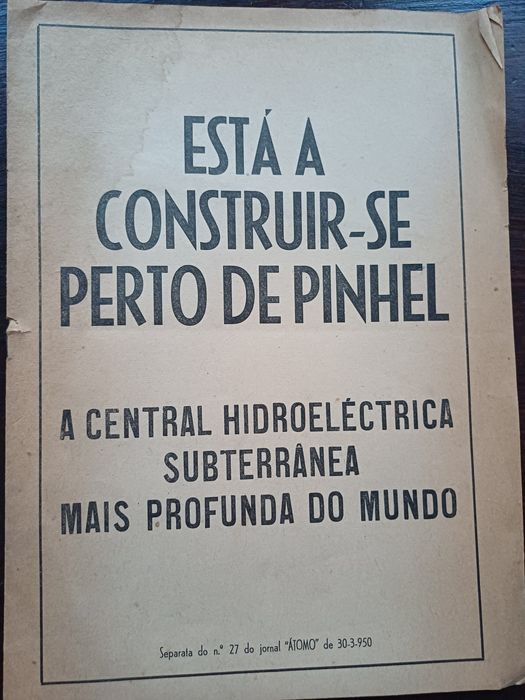 ESTÁ A
CONSTRUIR-SE
PERTO DE PINHEL
A CENTRAL HIDROELÉCTRICA
SUBTERRÂNEA
MAIS PROFUNDA DO MUNDO
Separata do n.º 27 do jornal "ÁTOMO" de 30-3-950